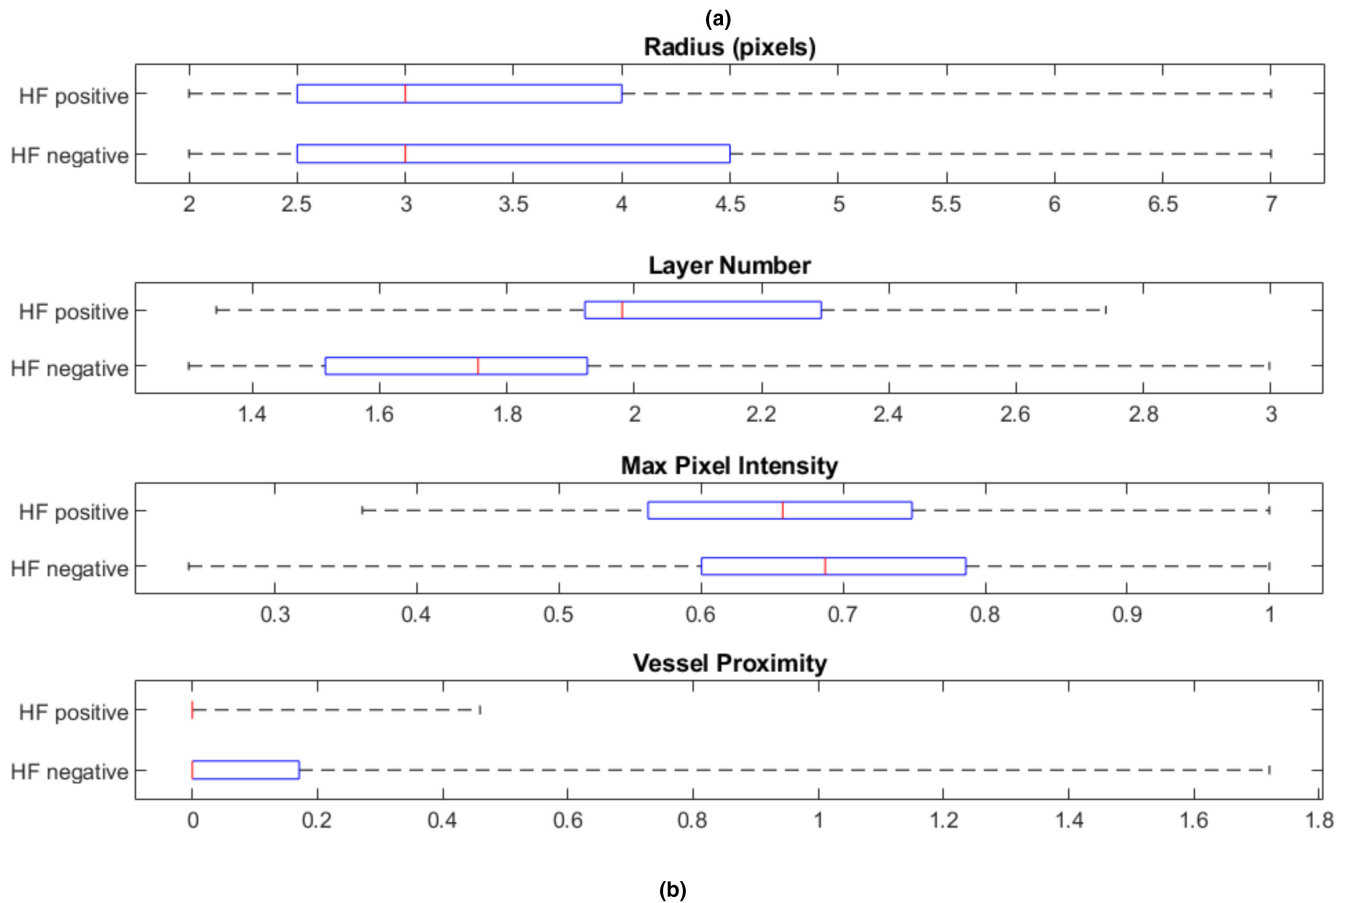 (a)
Radius (pixels)
HF positive
HF negative
2 2.5 3 3.5 4 4.5 5 5.5 6 6.5 7
Layer Number
HF positive
HF negative
1.4 1.6 1.8 2 2.2 2.4 2.6 2.8 3
Max Pixel Intensity
HF positive
HF negative
0.3 0.4 0.5 0.6 0.7 0.8 0.9 1
Vessel Proximity
HF positive
HF negative
0 0.2 0.4 0.6 0.8 1 1.2 1.4 1.6 1.8
(b)